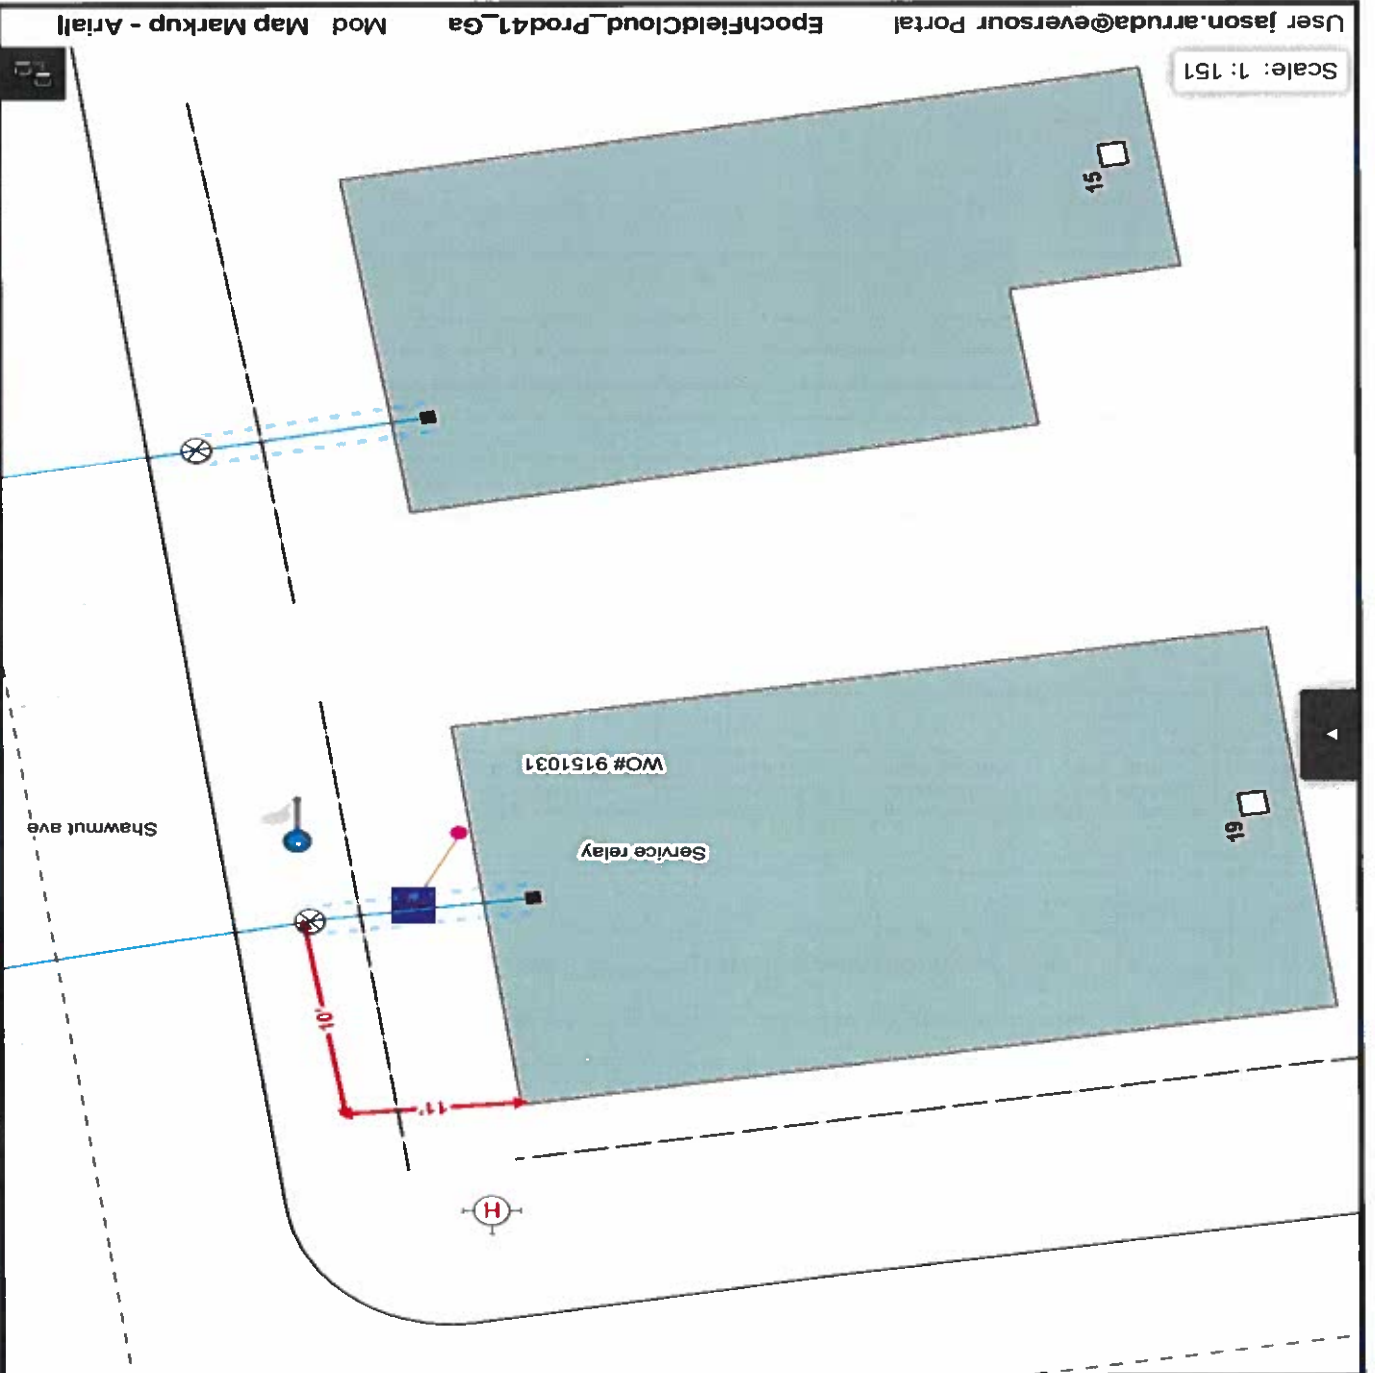 User jason.arruda@eversour Portal EpochFieldCloud_Prod41_Ga Mod Map Markup - Ariall
Scale: 1: 151
15
WO# 9151031
Service relay
19
Shawmut ave
10'
11'
H